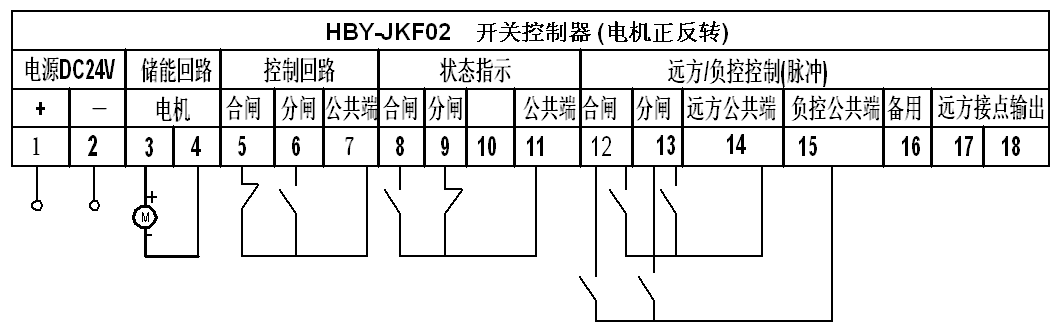 HBY-JKF02 开关控制器(电机正反转)
电源DC24V 储能回路 控制回路 状态指示 远方/负控控制(脉冲)
+ － 电机 合闸 分闸 公共端 合闸 分闸 公共端 合闸 分闸 远方公共端 负控公共端 备用 远方接点输出
1 2 3 4 5 6 7 8 9 10 11 12 13 14 15 16 17 18
+
M
-